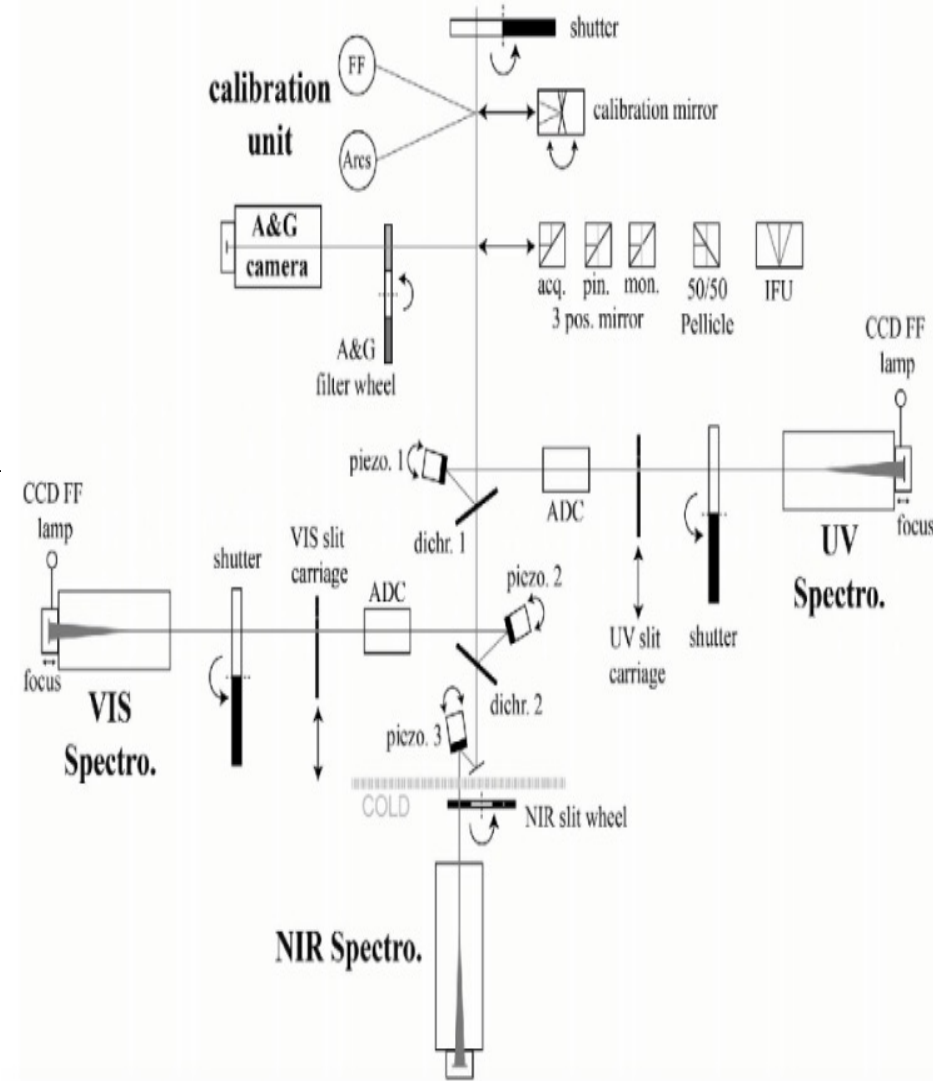 shutter
FF
calibration
unit
calibration mirror
Arcs
A&G
camera
acq.
pin.
mon.
50/50
IFU
3 pos. mirror
Pellicle
A&G
filter wheel
CCD FF
lamp
piezo. 1
ADC
dichr. 1
focus
UV
Spectro.
CCD FF
lamp
shutter
VIS slit
carriage
ADC
piezo. 2
UV slit
carriage
shutter
focus
VIS
Spectro.
dichr. 2
piezo. 3
COLD
NIR slit wheel
NIR Spectro.